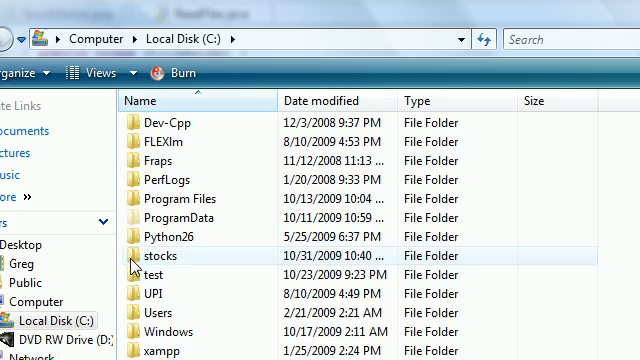 Computer Local Disk (C:) Search
rganize Views Burn
te Links Name Date modified Type Size
ocuments Dev-Cpp 12/3/2008 9:37 PM File Folder
FLEXlm 8/10/2009 4:53 PM File Folder
ctures Fraps 11/12/2008 11:13 ... File Folder
usic PerfLogs 1/20/2008 9:33 PM File Folder
ore » Program Files 10/13/2009 10:04 ... File Folder
rs ProgramData 10/11/2009 10:59 ... File Folder
Desktop Python26 5/25/2009 6:37 PM File Folder
Greg stocks 10/31/2009 10:40 ... File Folder
Public test 10/23/2009 9:23 PM File Folder
Computer UPI 8/10/2009 4:49 PM File Folder
Local Disk (C:) Users 2/21/2009 2:21 AM File Folder
DVD RW Drive (D: Windows 10/17/2009 2:11 AM File Folder
Network xampp 1/25/2009 2:24 PM File Folder